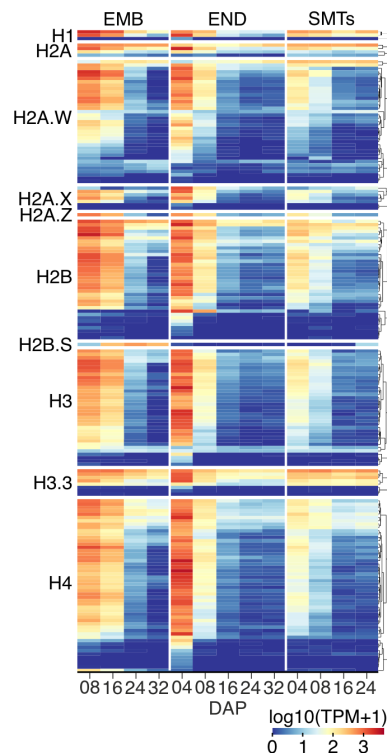 EMB END SMTs
H1
H2A
H2A.W
H2A.X
H2A.Z
H2B
H2B.S
H3
H3.3
H4
08 16 24 32 04 08 16 24 32 04 08 16 24
DAP
log10(TPM+1)
0 1 2 3